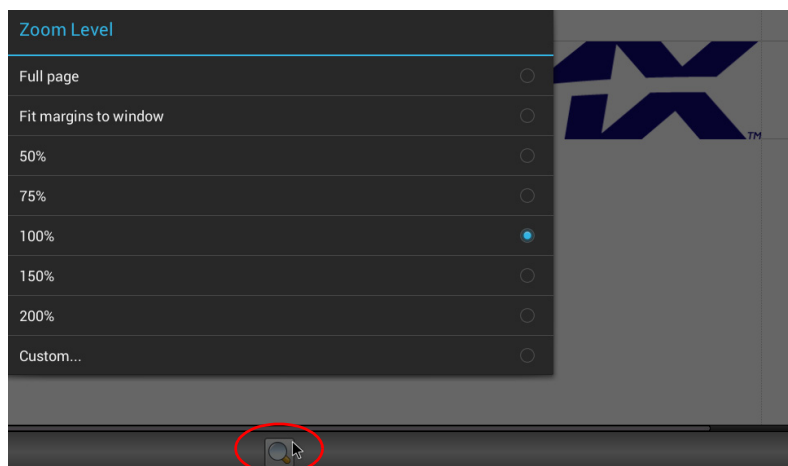 Zoom Level
Full page
Fit margins to window
50%
75%
100%
150%
200%
Custom...
X
TM